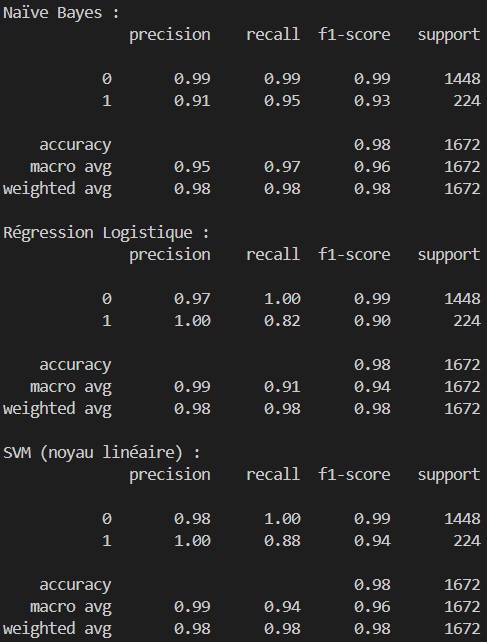 Naïve Bayes :
precision recall f1-score support
0 0.99 0.99 0.99 1448
1 0.91 0.95 0.93 224
accuracy 0.98 1672
macro avg 0.95 0.97 0.96 1672
weighted avg 0.98 0.98 0.98 1672
Régression Logistique :
precision recall f1-score support
0 0.97 1.00 0.99 1448
1 1.00 0.82 0.90 224
accuracy 0.98 1672
macro avg 0.99 0.91 0.94 1672
weighted avg 0.98 0.98 0.98 1672
SVM (noyau linéaire) :
precision recall f1-score support
0 0.98 1.00 0.99 1448
1 1.00 0.88 0.94 224
accuracy 0.98 1672
macro avg 0.99 0.94 0.96 1672
weighted avg 0.98 0.98 0.98 1672